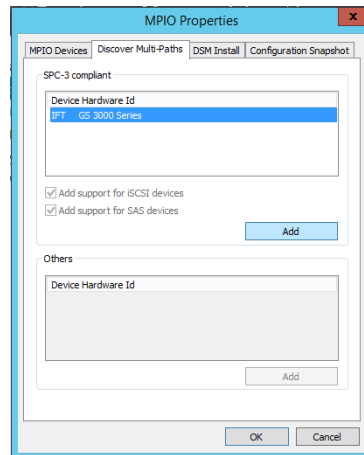 MPIO Properties
x
MPIO Devices Discover Multi-Paths DSM Install Configuration Snapshot
SPC-3 compliant
Device Hardware Id
IFT GS 3000 Series
Add support for iSCSI devices
Add support for SAS devices
Add
Others
Device Hardware Id
Add
OK Cancel